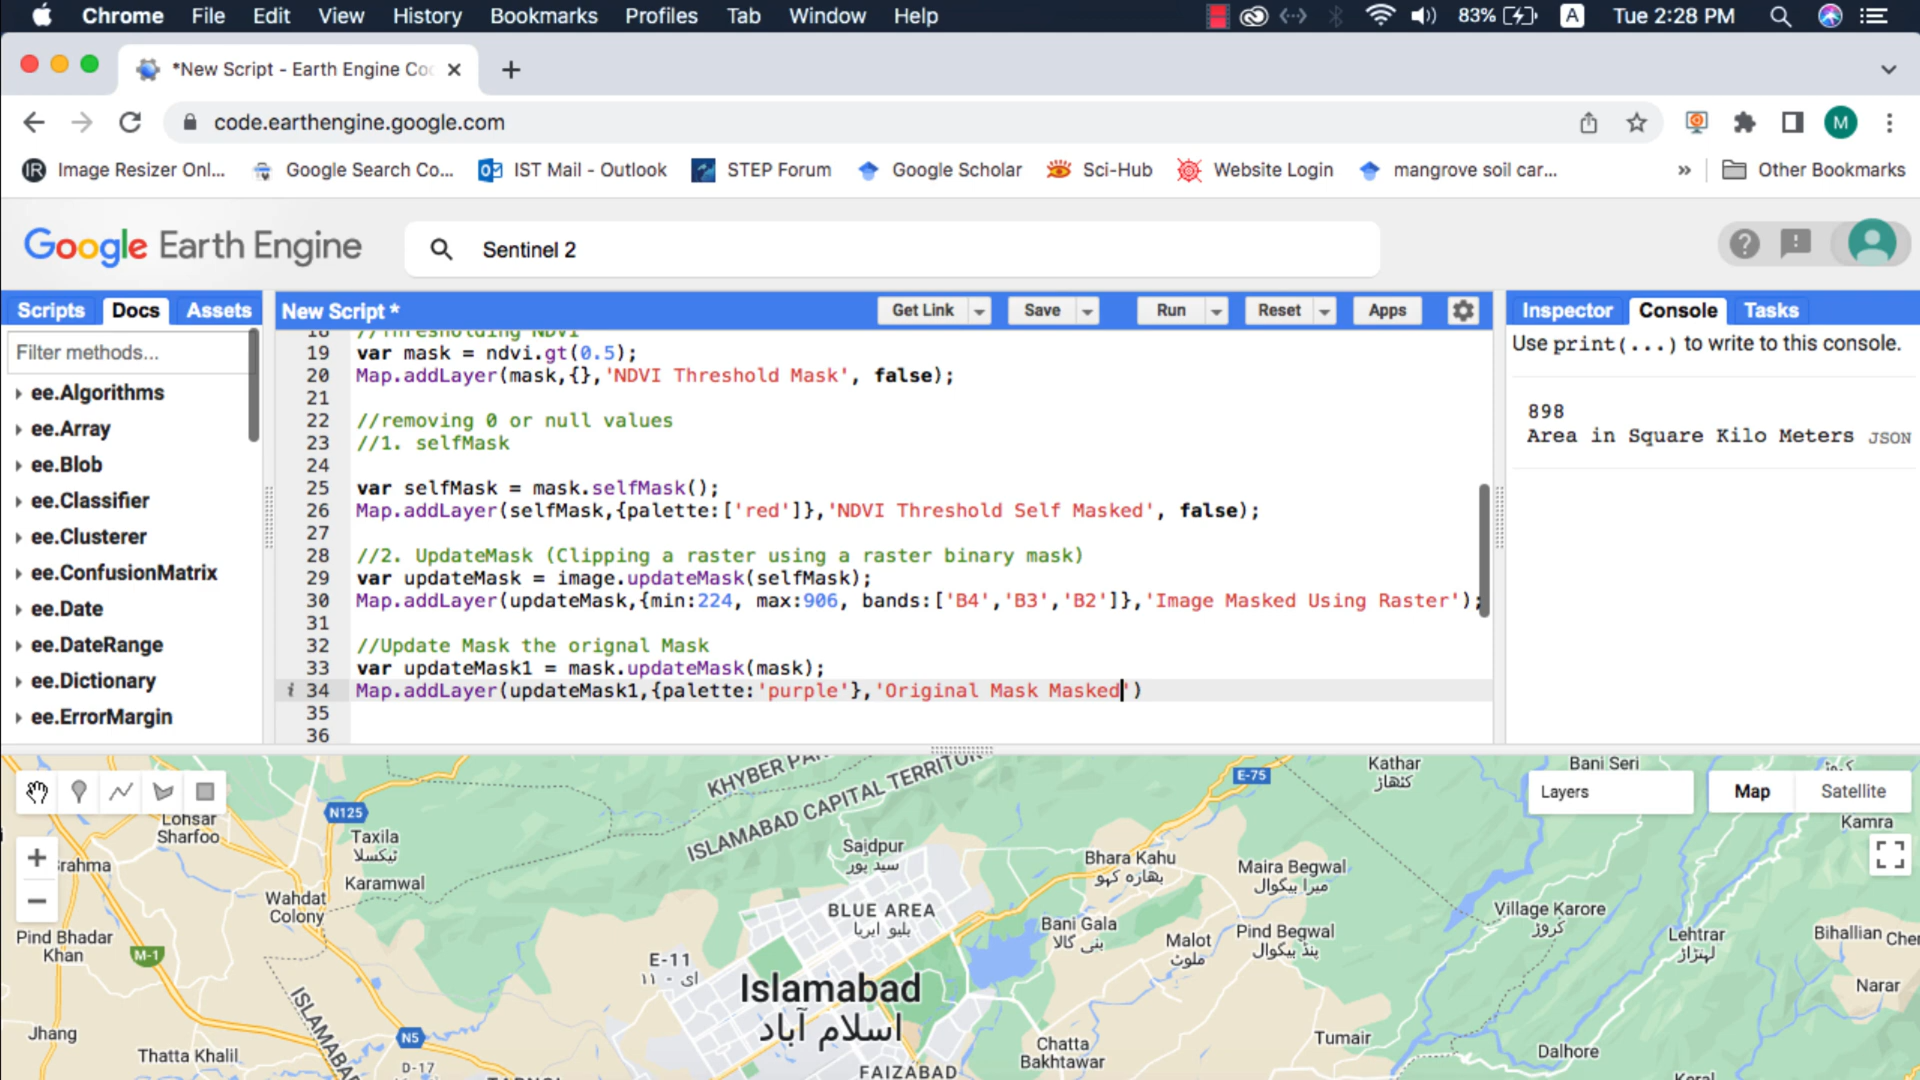 Chrome File Edit View History Bookmarks Profiles Tab Window Help 83% A Tue 2:28 PM
*New Script - Earth Engine Co
code.earthengine.google.com M
Image Resizer Onl... Google Search Co... IST Mail - Outlook STEP Forum Google Scholar Sci-Hub Website Login mangrove soil car... » Other Bookmarks
Google Earth Engine Sentinel 2
Scripts Docs Assets
Filter methods...
ee.Algorithms
ee.Array
ee.Blob
ee.Classifier
ee.Clusterer
ee.ConfusionMatrix
ee.Date
ee.DateRange
ee.Dictionary
ee.ErrorMargin
New Script * Get Link Save Run Reset Apps
18 //Thresholding NDVI
19 var mask = ndvi.gt(0.5);
20 Map.addLayer(mask,{},'NDVI Threshold Mask', false);
21
22 //removing 0 or null values
23 //1. selfMask
24
25 var selfMask = mask.selfMask();
26 Map.addLayer(selfMask,{palette:['red']},'NDVI Threshold Self Masked', false);
27
28 //2. UpdateMask (Clipping a raster using a raster binary mask)
29 var updateMask = image.updateMask(selfMask);
30 Map.addLayer(updateMask,{min:224, max:906, bands:['B4','B3','B2']},'Image Masked Using Raster');
31
32 //Update Mask the orignal Mask
33 var updateMask1 = mask.updateMask(mask);
i 34 Map.addLayer(updateMask1,{palette:'purple'},'Original Mask Masked')
35
36
Inspector Console Tasks
Use print(...) to write to this console.
898
Area in Square Kilo Meters JSON
Layers Map Satellite
+
−
KHYBER PA
ISLAMABAD CAPITAL TERRITOR
E-75
Kathar
کٹھاڑ
Bani Seri
Kamra
N125
Lohsar
Sharfoo
Taxila
ٹیکسلا
Karamwal
Brahma
Wahdat
Colony
Saidpur
سید پور
Bhara Kahu
بھارہ کہو
Maira Begwal
میرا بیگوال
BLUE AREA
بلیو ایریا
Bani Gala
بنی گالا
Malot
ملوٹ
Pind Begwal
پنڈ بیگوال
Village Karore
کروڑ
Lehtrar
لہتراڑ
Bihallian
Cher
Narar
Pind Bhadar
Khan
M-1
E-11
ای - ۱۱
Islamabad
اسلام آباد
ISLAMABA
Jhang
N5
Thatta Khalil
D-17
FAIZABAD
Chatta
Bakhtawar
Tumair
Dalhore